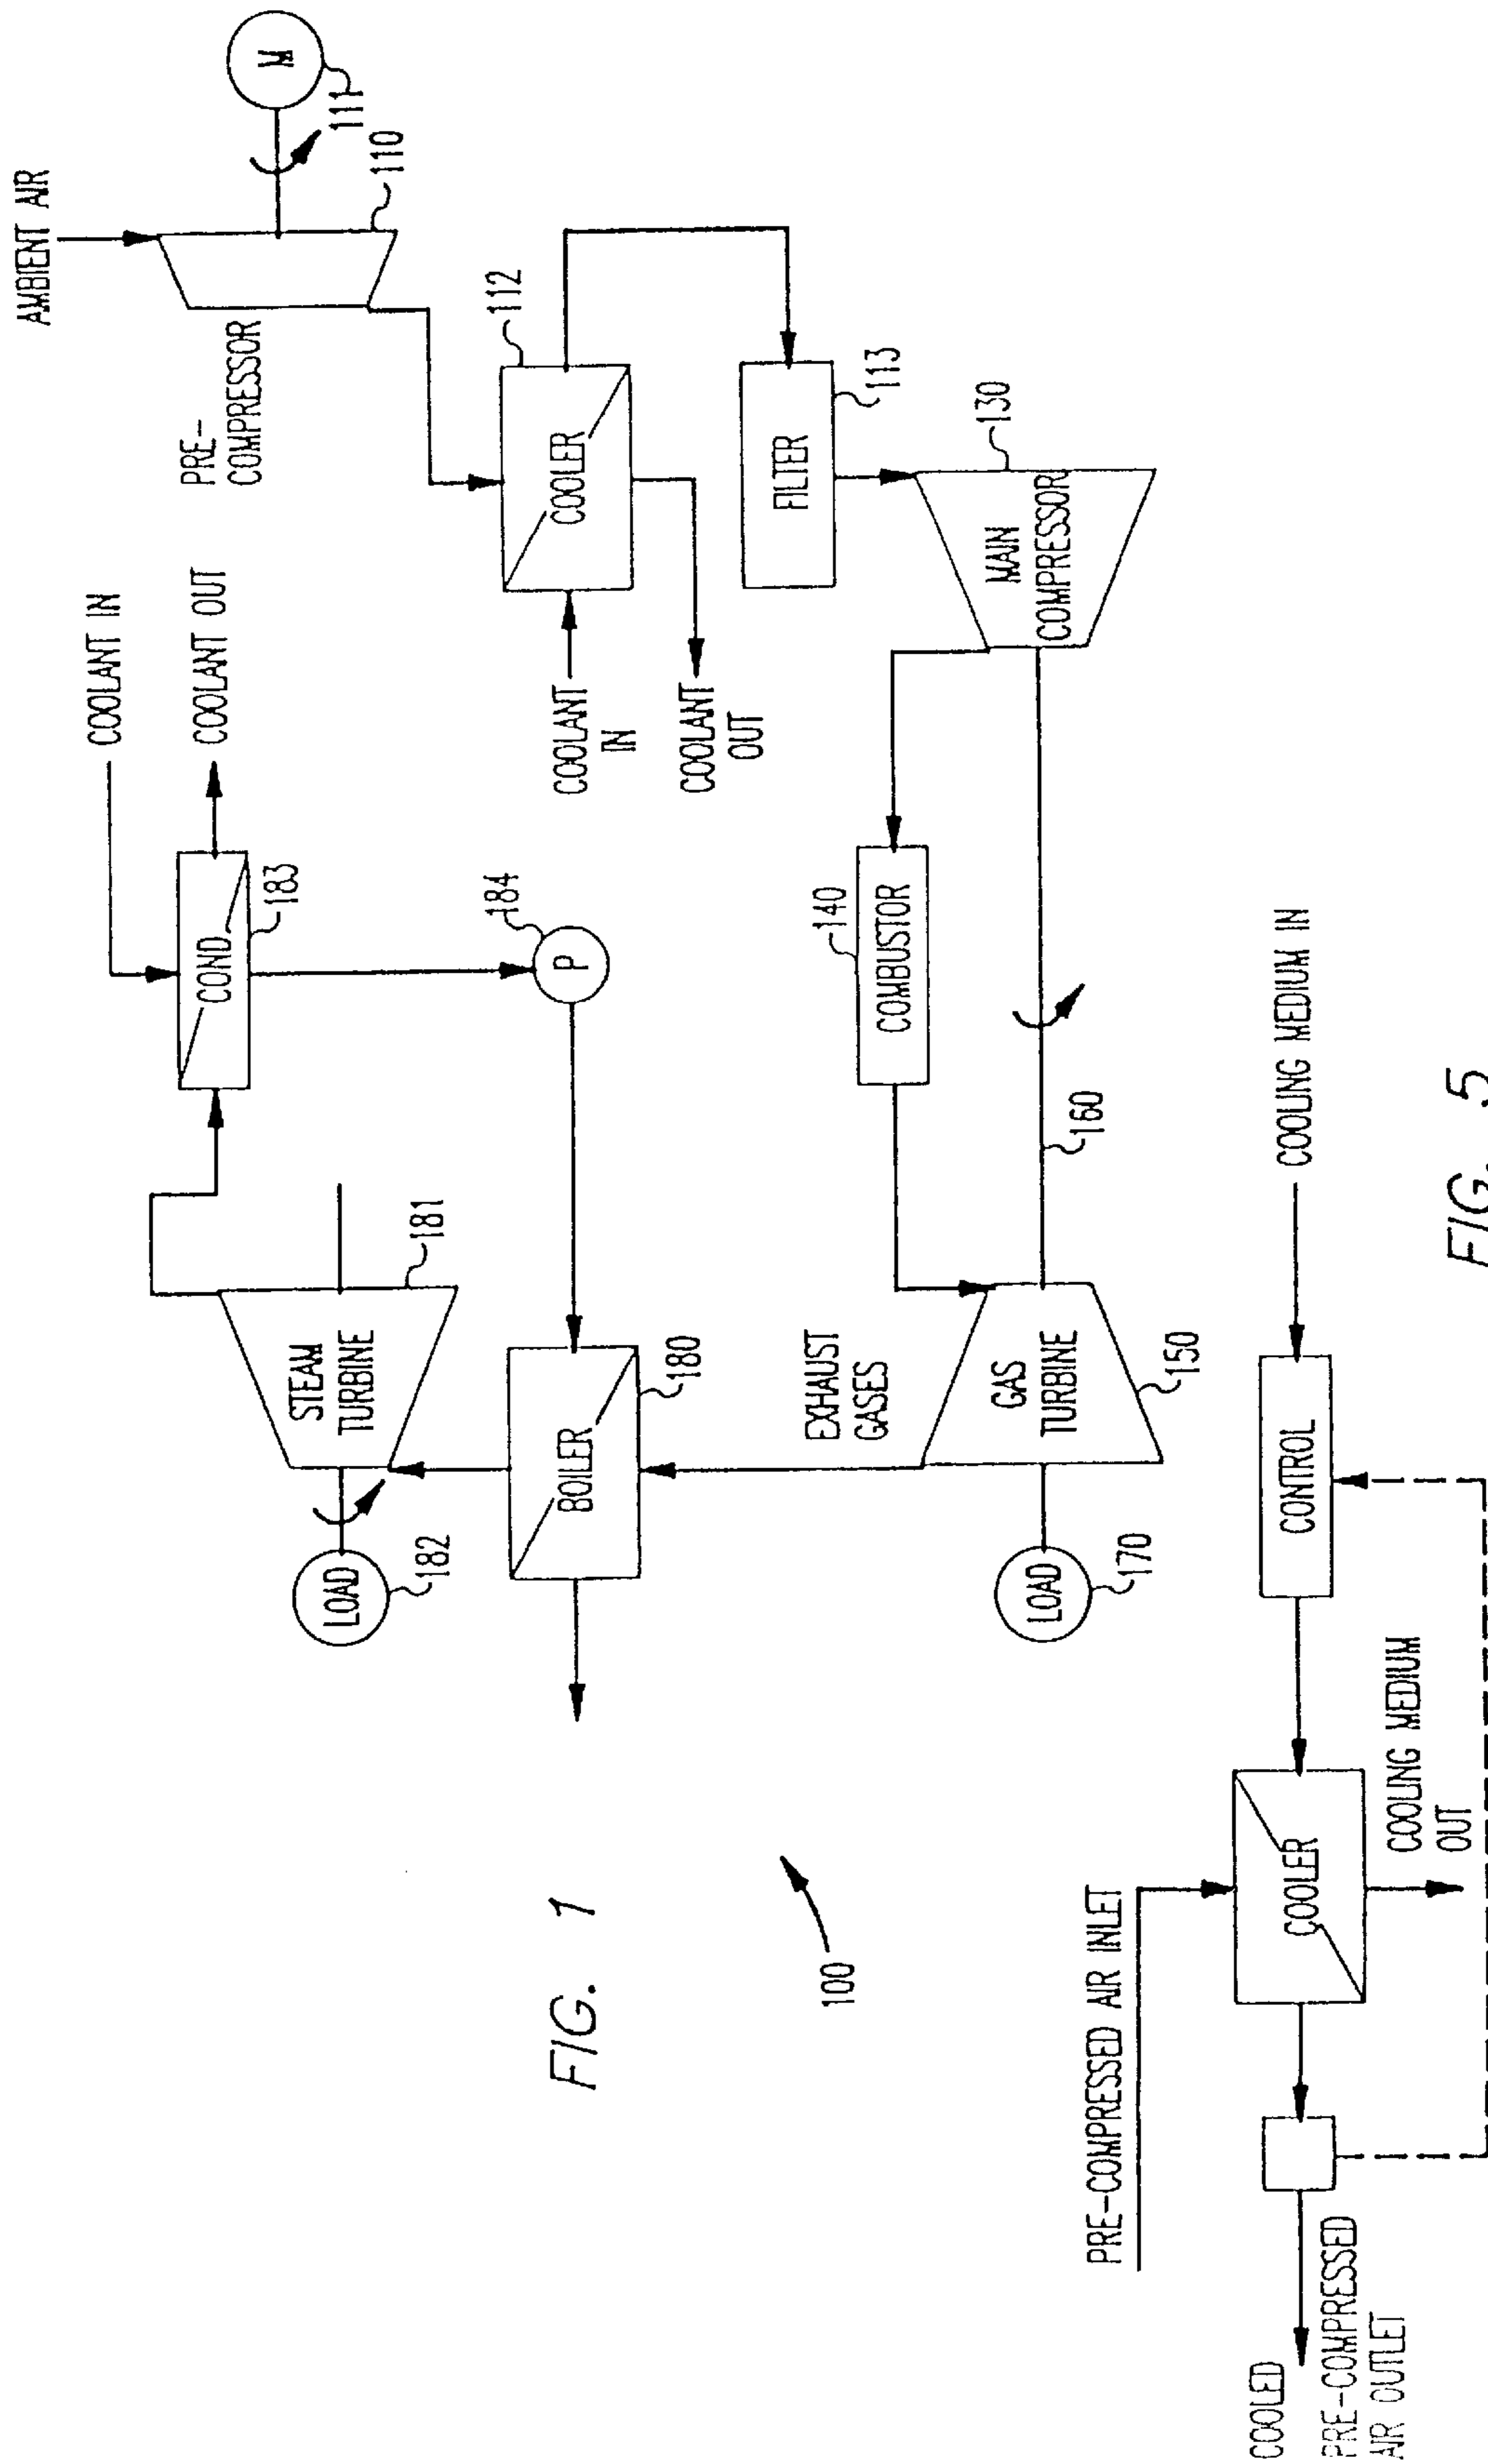 FIG. 1
100
AMBIENT AIR
M
111
110
PRE-
COMPRESSOR
112
COOLER
COOLANT
IN
COOLANT
OUT
113
FILTER
130
MAIN
COMPRESSOR
COOLANT IN
COOLANT OUT
COND
183
184
P
140
COMBUSTOR
160
181
STEAM
TURBINE
LOAD
182
BOILER
180
EXHAUST
GASES
GAS
TURBINE
150
LOAD
170
FIG. 5
COOLING MEDIUM IN
CONTROL
COOLER
COOLING MEDIUM
OUT
PRE-COMPRESSED AIR INLET
COOLED
PRE-COMPRESSED
AIR OUTLET